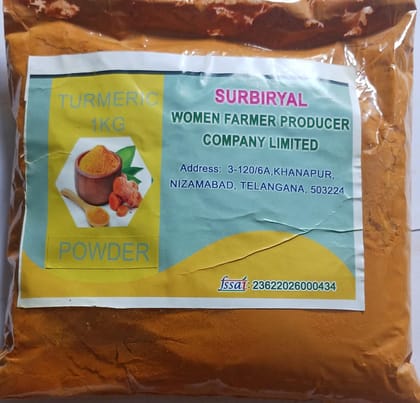 TURMERIC
1KG
POWDER
SURBIRYAL
WOMEN FARMER PRODUCER
COMPANY LIMITED
Address: 3-120/6A,KHANAPUR,
NIZAMABAD, TELANGANA, 503224
fssai: 23622026000434